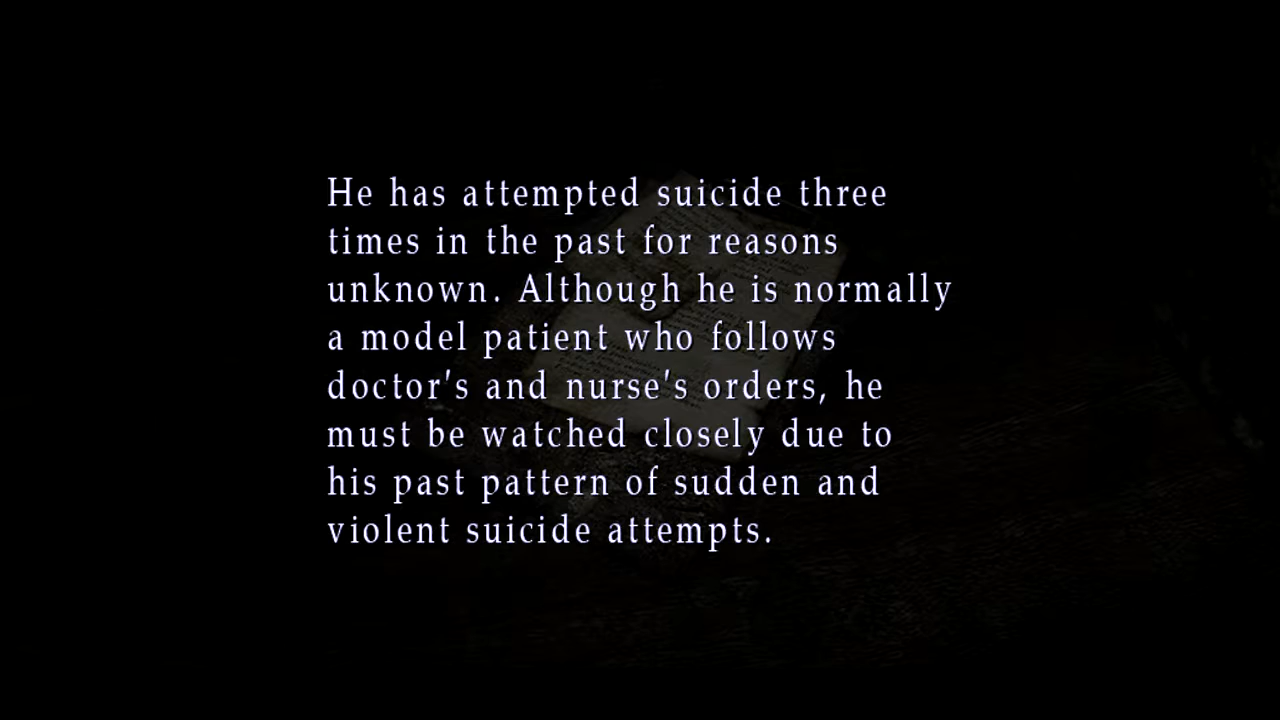 He has attempted suicide three
times in the past for reasons
unknown. Although he is normally
a model patient who follows
doctor's and nurse's orders, he
must be watched closely due to
his past pattern of sudden and
violent suicide attempts.